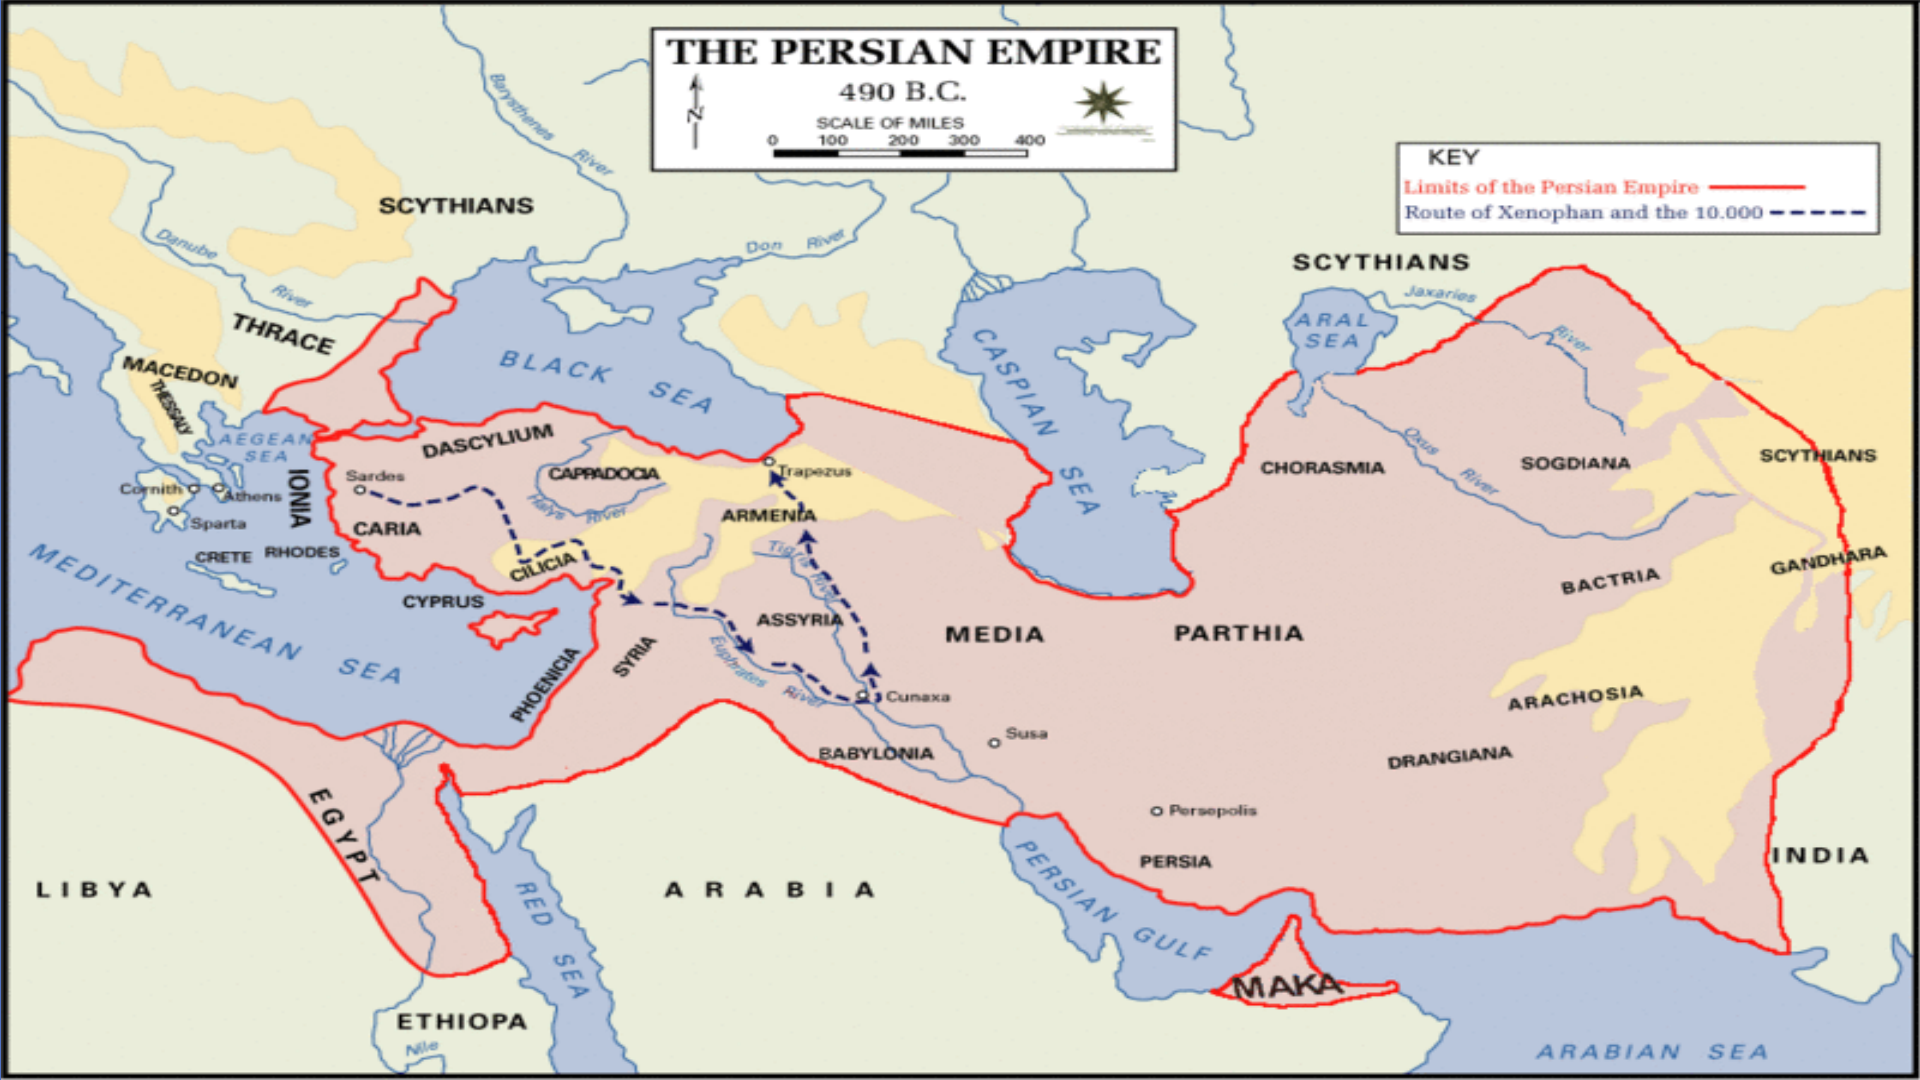 THE PERSIAN EMPIRE
490 B.C.
N
SCALE OF MILES
0 100 200 300 400
KEY
Limits of the Persian Empire
Route of Xenophan and the 10.000
Barysthenes
River
SCYTHIANS
Danube
River
Don River
SCYTHIANS
Jaxaries
River
ARAL
SEA
THRACE
MACEDON
THESSALY
BLACK SEA
CASPIAN
SEA
AEGEAN
SEA
IONIA
DASCYLIUM
CAPPADOCIA
Halys
River
Sardes
CARIA
Cornith
Athens
Sparta
CRETE
RHODES
CILICIA
CYPRUS
Trapezus
ARMENIA
Tigris River
ASSYRIA
Euphrates
River
SYRIA
PHOENICIA
MEDITERRANEAN SEA
MEDIA
PARTHIA
CHORASMIA
Oxus
River
SOGDIANA
SCYTHIANS
GANDHARA
BACTRIA
ARACHOSIA
DRANGIANA
Cunaxa
Susa
BABYLONIA
Persepolis
PERSIA
INDIA
EGYPT
LIBYA
ARABIA
RED
SEA
PERSIAN
GULF
MAKA
ETHIOPA
Nile
ARABIAN SEA